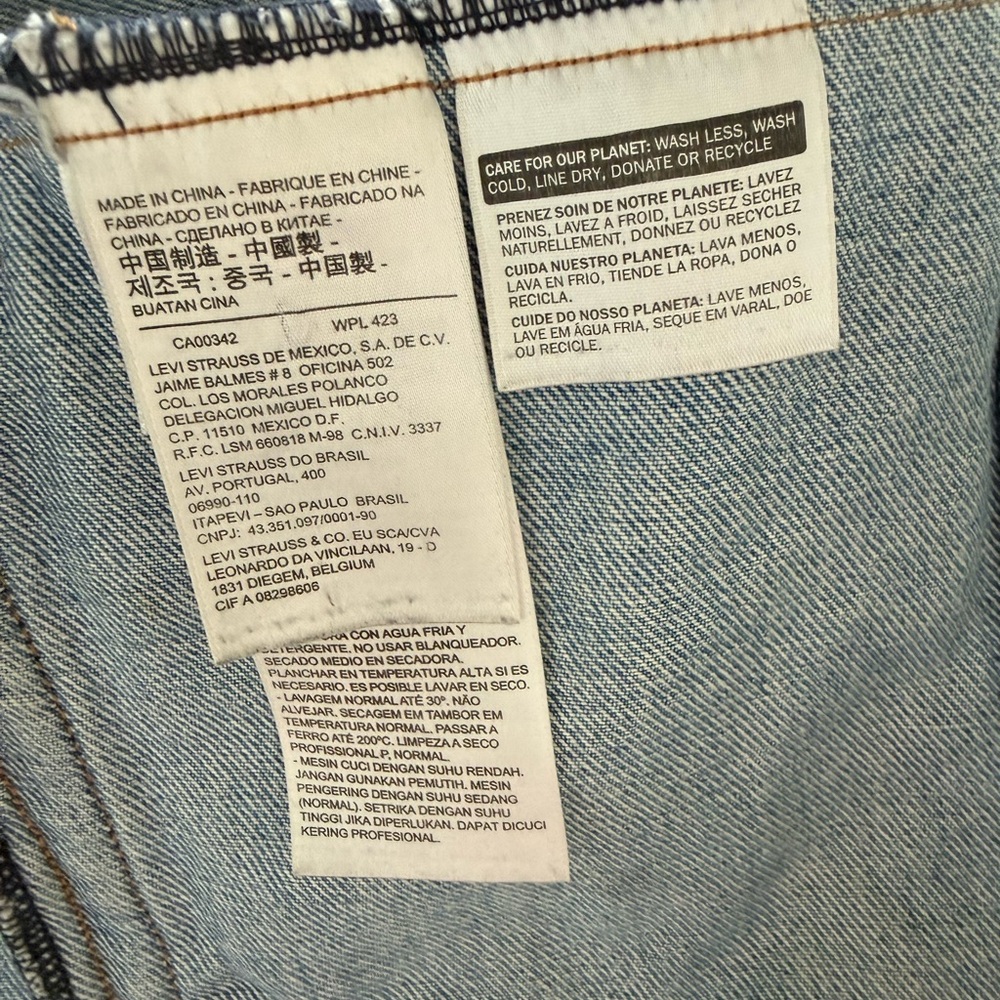 MADE IN CHINA - FABRIQUE EN CHINE -
FABRICADO EN CHINA - FABRICADO NA
CHINA - СДЕЛАНО В КИТАЕ -
中国制造 - 中國製 -
제조국 : 중국 - 中国製 -
BUATAN CINA
CA00342 WPL 423
LEVI STRAUSS DE MEXICO, S.A. DE C.V.
JAIME BALMES # 8 OFICINA 502
COL. LOS MORALES POLANCO
DELEGACION MIGUEL HIDALGO
C.P. 11510 MEXICO D.F.
R.F.C. LSM 660818 M-98 C.N.I.V. 3337
LEVI STRAUSS DO BRASIL
AV. PORTUGAL, 400
06990-110
ITAPEVI – SAO PAULO BRASIL
CNPJ: 43.351.097/0001-90
LEVI STRAUSS & CO. EU SCA/CVA
LEONARDO DA VINCILAAN, 19 - D
1831 DIEGEM, BELGIUM
CIF A 08298606
CON AGUA FRIA Y
DETERGENTE. NO USAR BLANQUEADOR.
SECADO MEDIO EN SECADORA.
PLANCHAR EN TEMPERATURA ALTA SI ES
NECESARIO. ES POSIBLE LAVAR EN SECO.
- LAVAGEM NORMAL ATÉ 30º. NÃO
ALVEJAR. SECAGEM EM TAMBOR EM
TEMPERATURA NORMAL. PASSAR A
FERRO ATÉ 200ºC. LIMPEZA A SECO
PROFISSIONAL P, NORMAL.
- MESIN CUCI DENGAN SUHU RENDAH.
JANGAN GUNAKAN PEMUTIH. MESIN
PENGERING DENGAN SUHU SEDANG
(NORMAL). SETRIKA DENGAN SUHU
TINGGI JIKA DIPERLUKAN. DAPAT DICUCI
KERING PROFESIONAL.
CARE FOR OUR PLANET: WASH LESS, WASH
COLD, LINE DRY, DONATE OR RECYCLE
PRENEZ SOIN DE NOTRE PLANETE: LAVEZ
MOINS, LAVEZ A FROID, LAISSEZ SECHER
NATURELLEMENT, DONNEZ OU RECYCLEZ
CUIDA NUESTRO PLANETA: LAVA MENOS,
LAVA EN FRIO, TIENDE LA ROPA, DONA O
RECICLA.
CUIDE DO NOSSO PLANETA: LAVE MENOS,
LAVE EM ÁGUA FRIA, SEQUE EM VARAL, DOE
OU RECICLE.